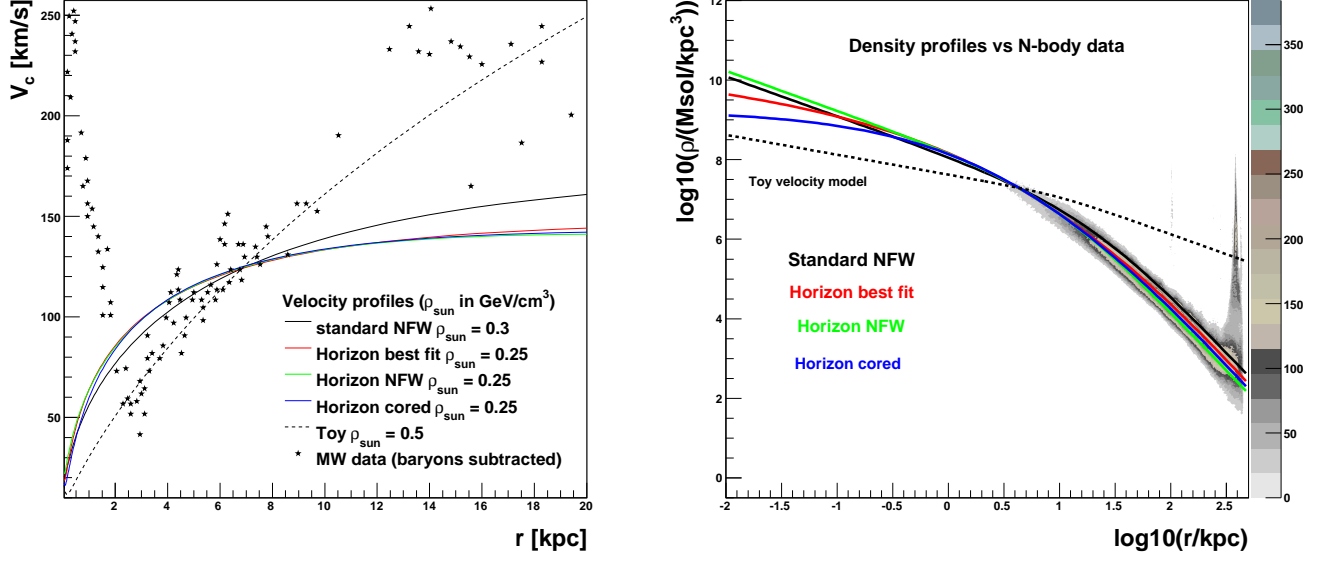 V_c [km/s]
250
200
150
100
50
0
2
4
6
8
10
12
14
16
18
20
r [kpc]
Velocity profiles (ρ_sun in GeV/cm³)
standard NFW ρ_sun = 0.3
Horizon best fit ρ_sun = 0.25
Horizon NFW ρ_sun = 0.25
Horizon cored ρ_sun = 0.25
Toy ρ_sun = 0.5
MW data (baryons subtracted)
log10(ρ/(Msol/kpc³))
12
10
8
6
4
2
0
-2
-1.5
-1
-0.5
0
0.5
1
1.5
2
2.5
log10(r/kpc)
Density profiles vs N-body data
Toy velocity model
Standard NFW
Horizon best fit
Horizon NFW
Horizon cored
350
300
250
200
150
100
50
0